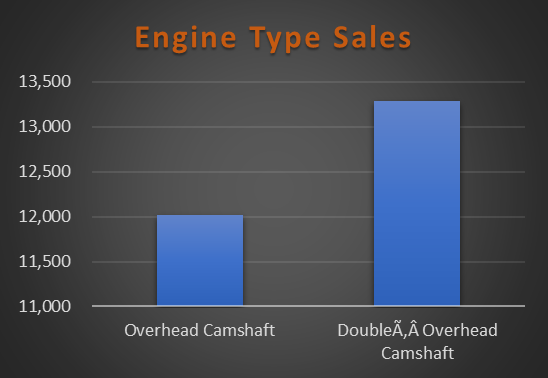 Engine Type Sales
13,500
13,000
12,500
12,000
11,500
11,000
Overhead Camshaft
DoubleÃ‚Â Overhead
Camshaft